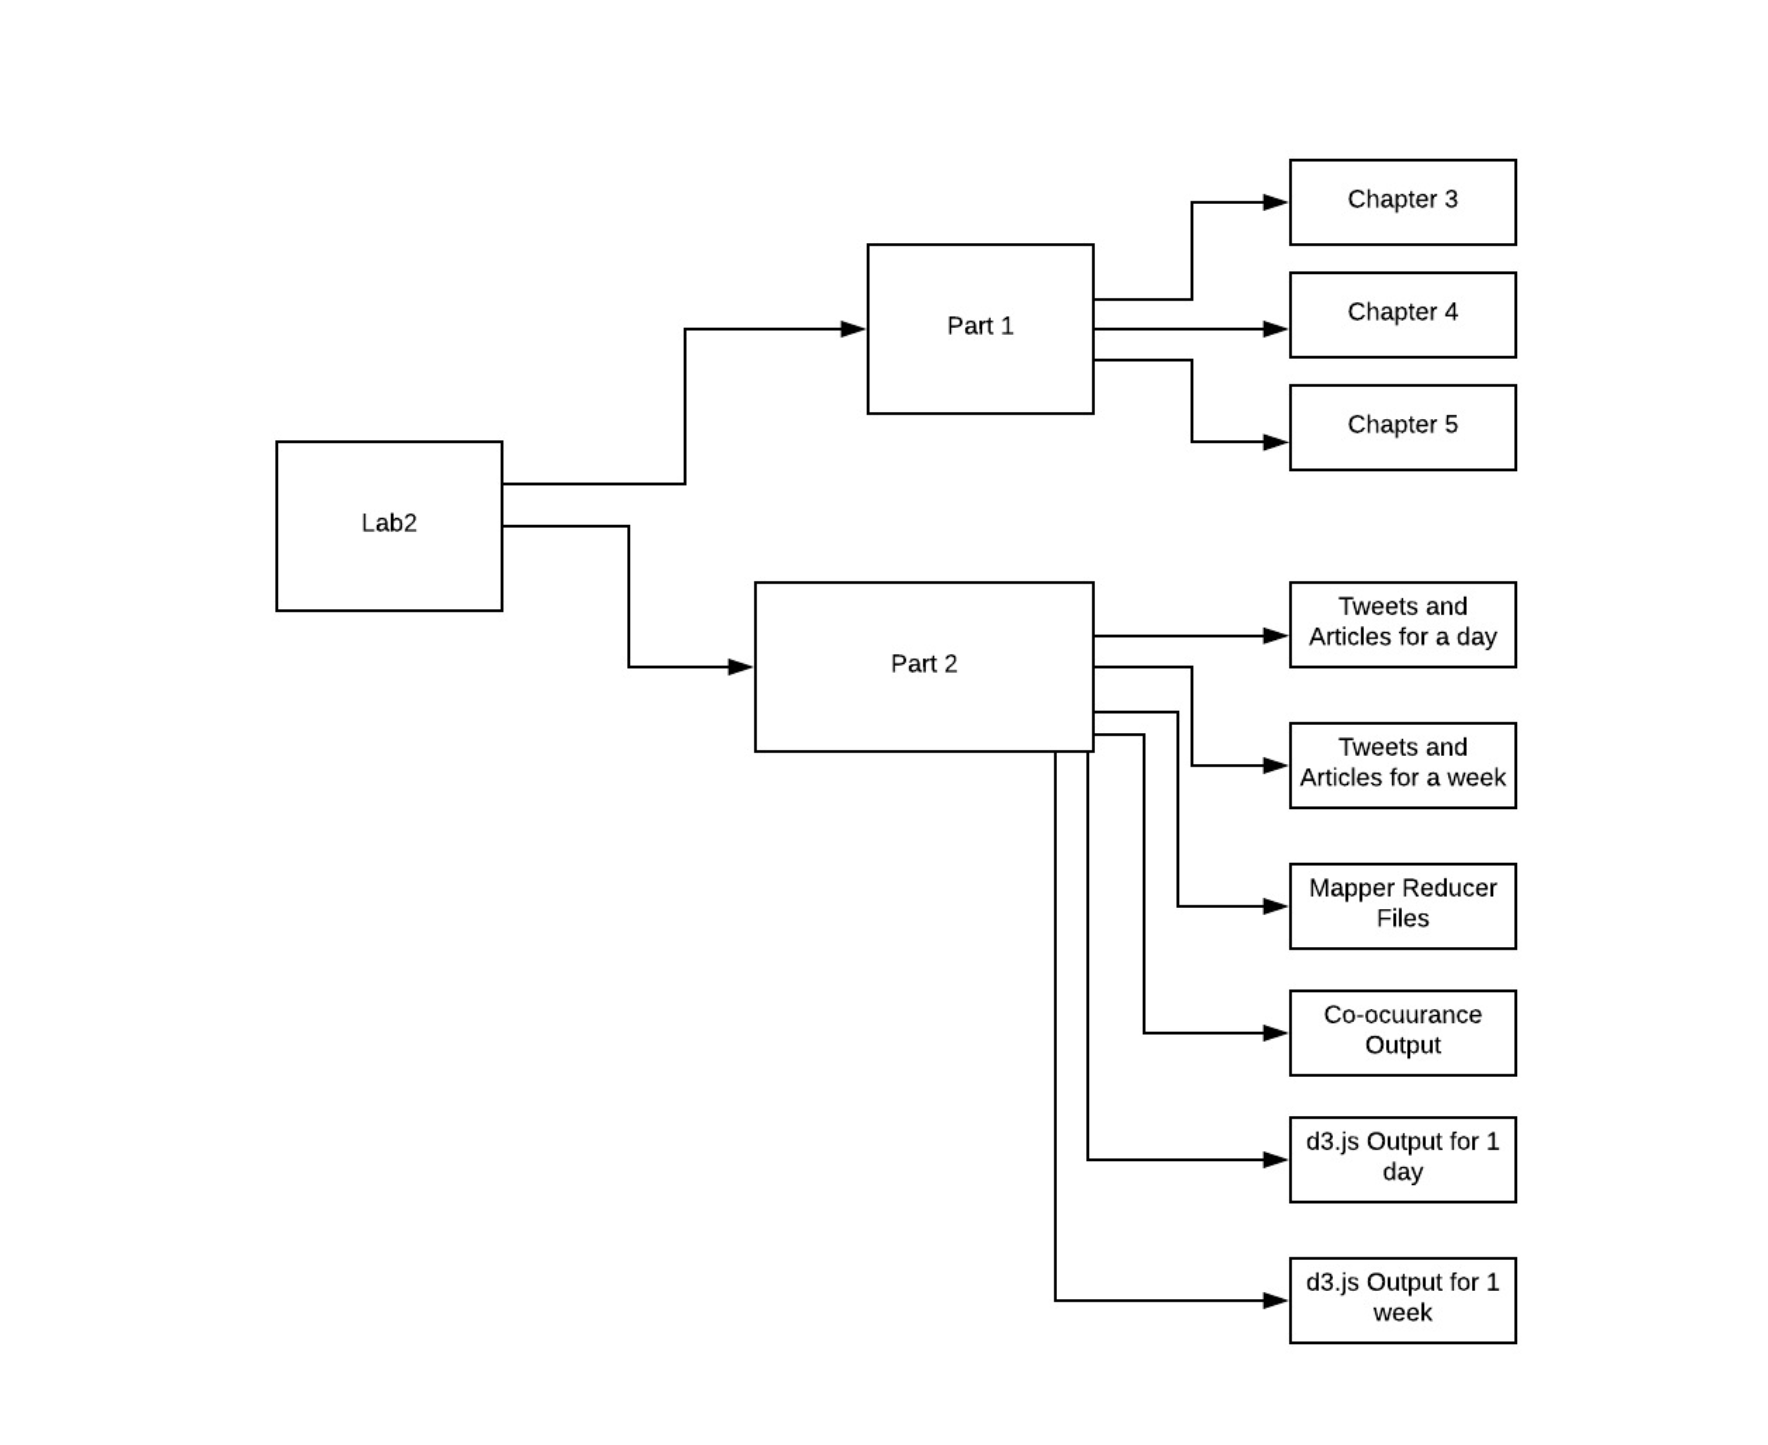 Lab2
Part 1
Chapter 3
Chapter 4
Chapter 5
Part 2
Tweets and
Articles for a day
Tweets and
Articles for a week
Mapper Reducer
Files
Co-ocuurance
Output
d3.js Output for 1
day
d3.js Output for 1
week